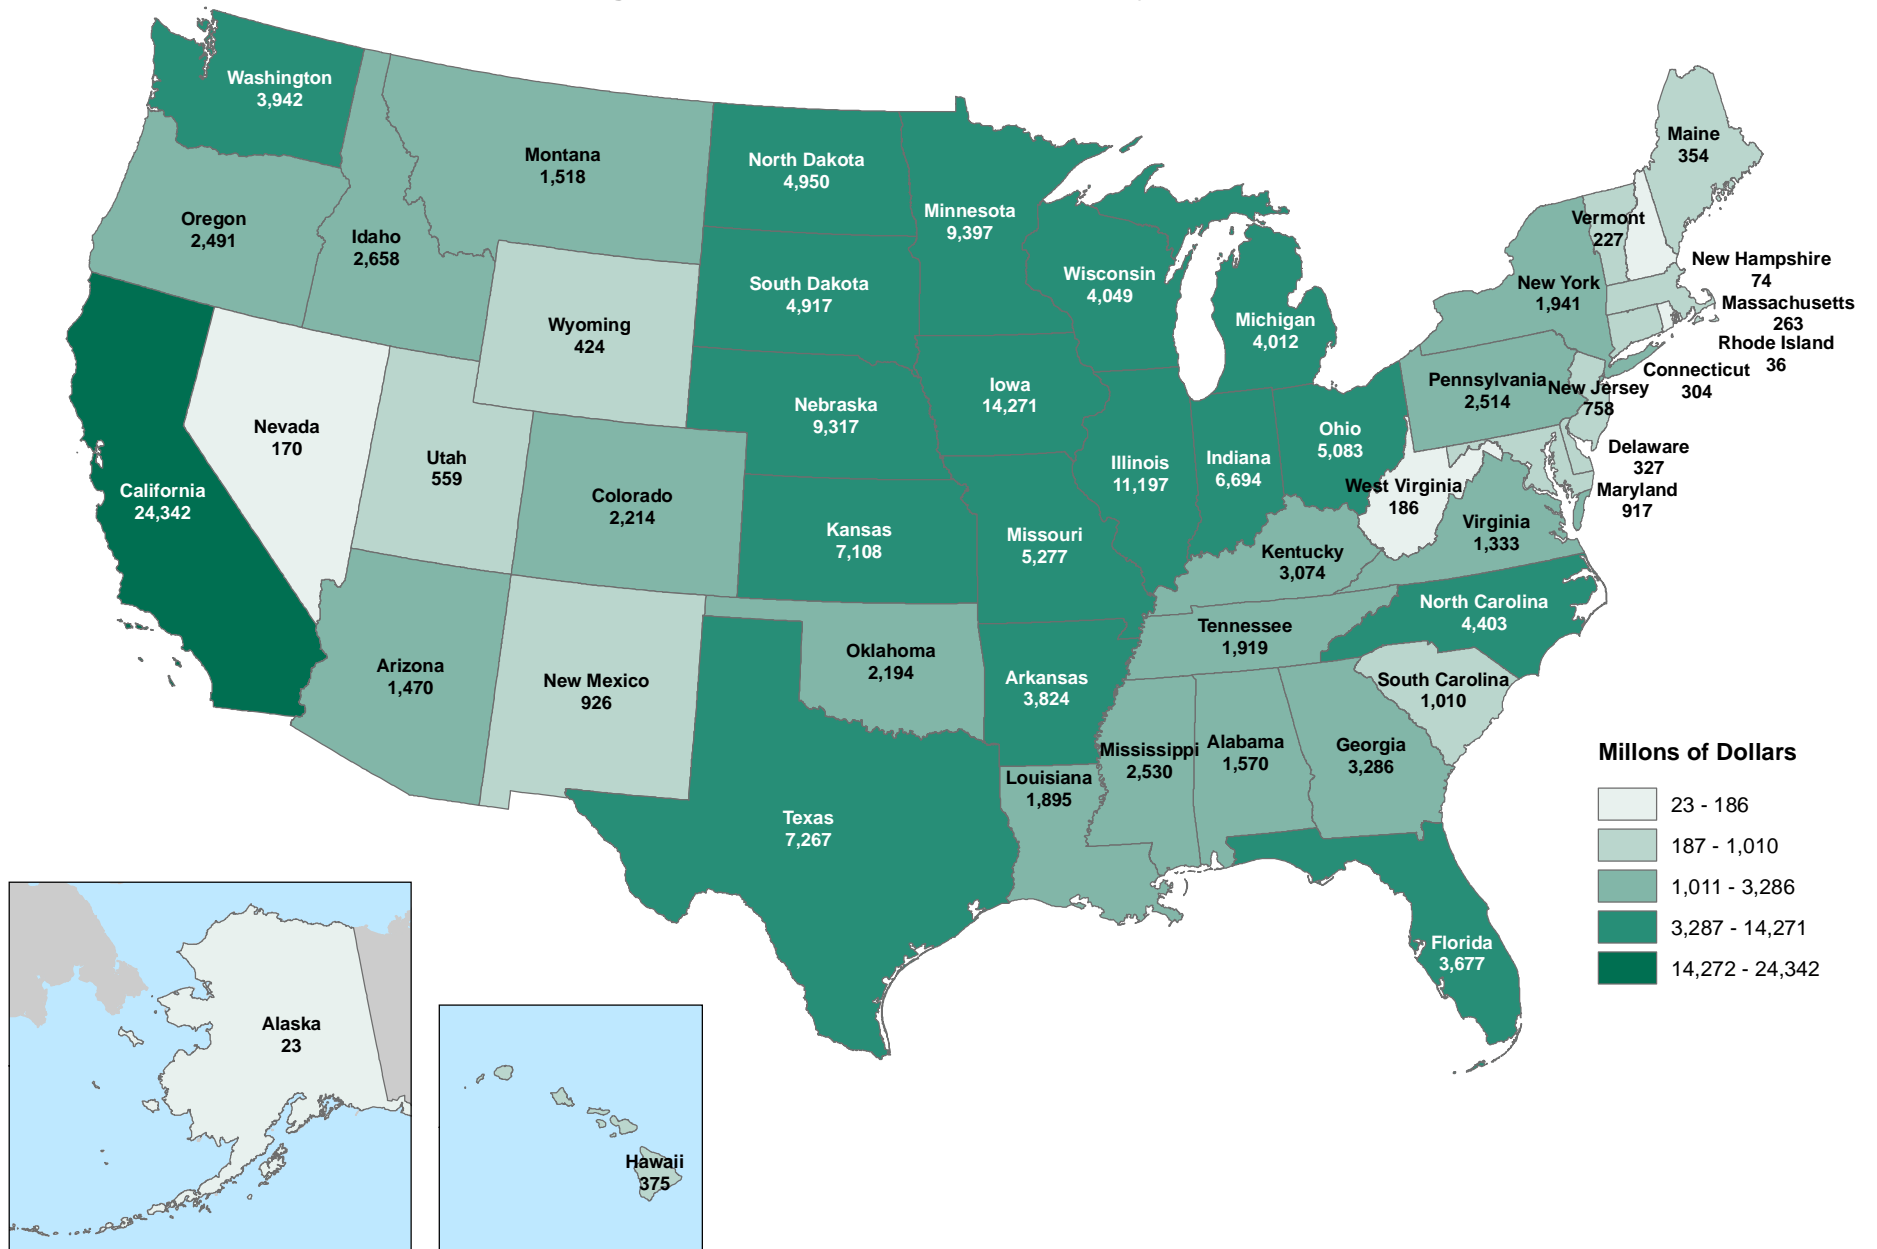 Washington
3,942
Oregon
2,491
Idaho
2,658
Montana
1,518
North Dakota
4,950
Minnesota
9,397
South Dakota
4,917
Wyoming
424
Wisconsin
4,049
Michigan
4,012
Nebraska
9,317
Iowa
14,271
Nevada
170
Utah
559
Colorado
2,214
California
24,342
Kansas
7,108
Missouri
5,277
Illinois
11,197
Indiana
6,694
Ohio
5,083
West Virginia
186
Kentucky
3,074
Virginia
1,333
Pennsylvania
2,514
New York
1,941
Vermont
227
Maine
354
New Hampshire
74
Massachusetts
263
Rhode Island
36
Connecticut
304
New Jersey
758
Delaware
327
Maryland
917
Arizona
1,470
New Mexico
926
Oklahoma
2,194
Arkansas
3,824
Tennessee
1,919
North Carolina
4,403
South Carolina
1,010
Mississippi
2,530
Alabama
1,570
Georgia
3,286
Louisiana
1,895
Texas
7,267
Florida
3,677
Alaska
23
Hawaii
375
Millons of Dollars
23 - 186
187 - 1,010
1,011 - 3,286
3,287 - 14,271
14,272 - 24,342